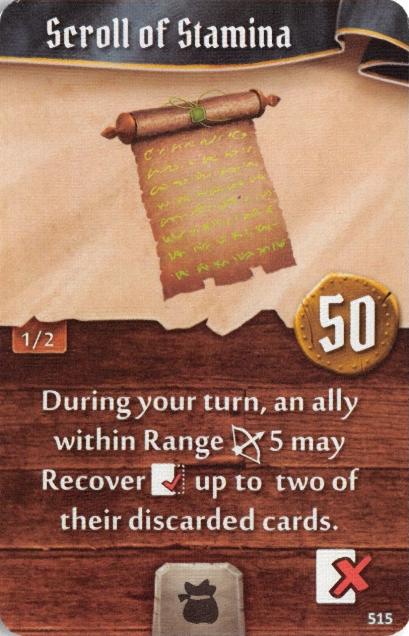 Scroll of Stamina
50
1/2
During your turn, an ally
within Range 5 may
Recover up to two of
their discarded cards.
515